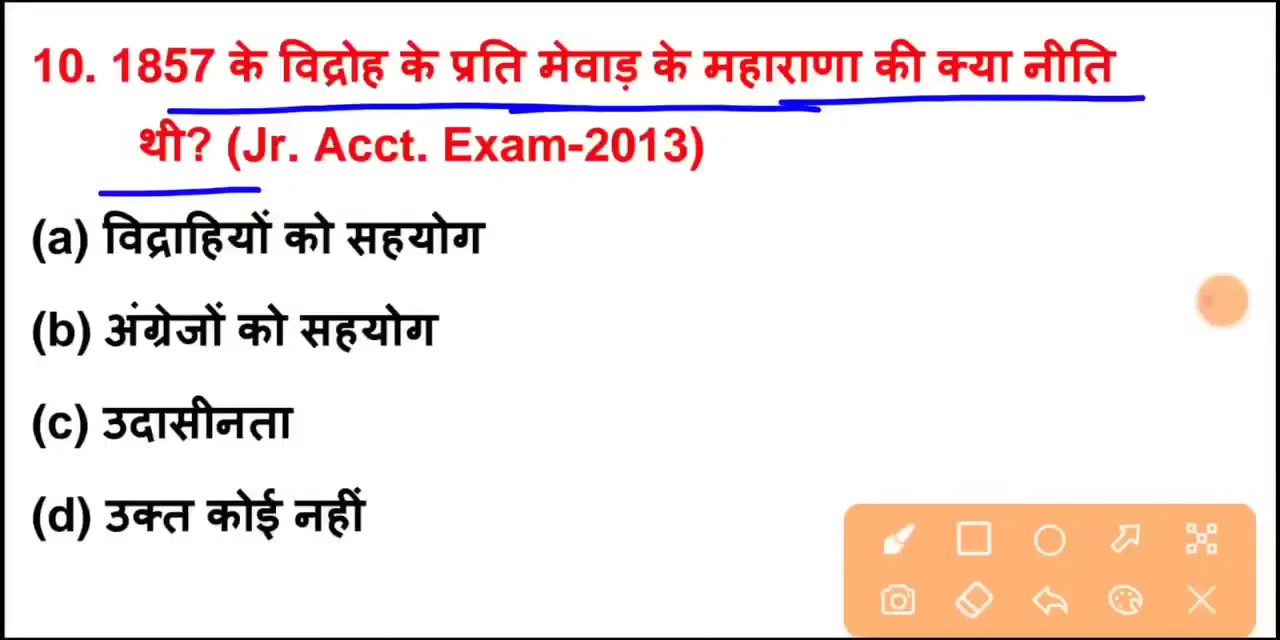 10. 1857 के विद्रोह के प्रति मेवाड़ के महाराणा की क्या नीति
थी? (Jr. Acct. Exam-2013)
(a) विद्राहियों को सहयोग
(b) अंग्रेजों को सहयोग
(c) उदासीनता
(d) उक्त कोई नहीं